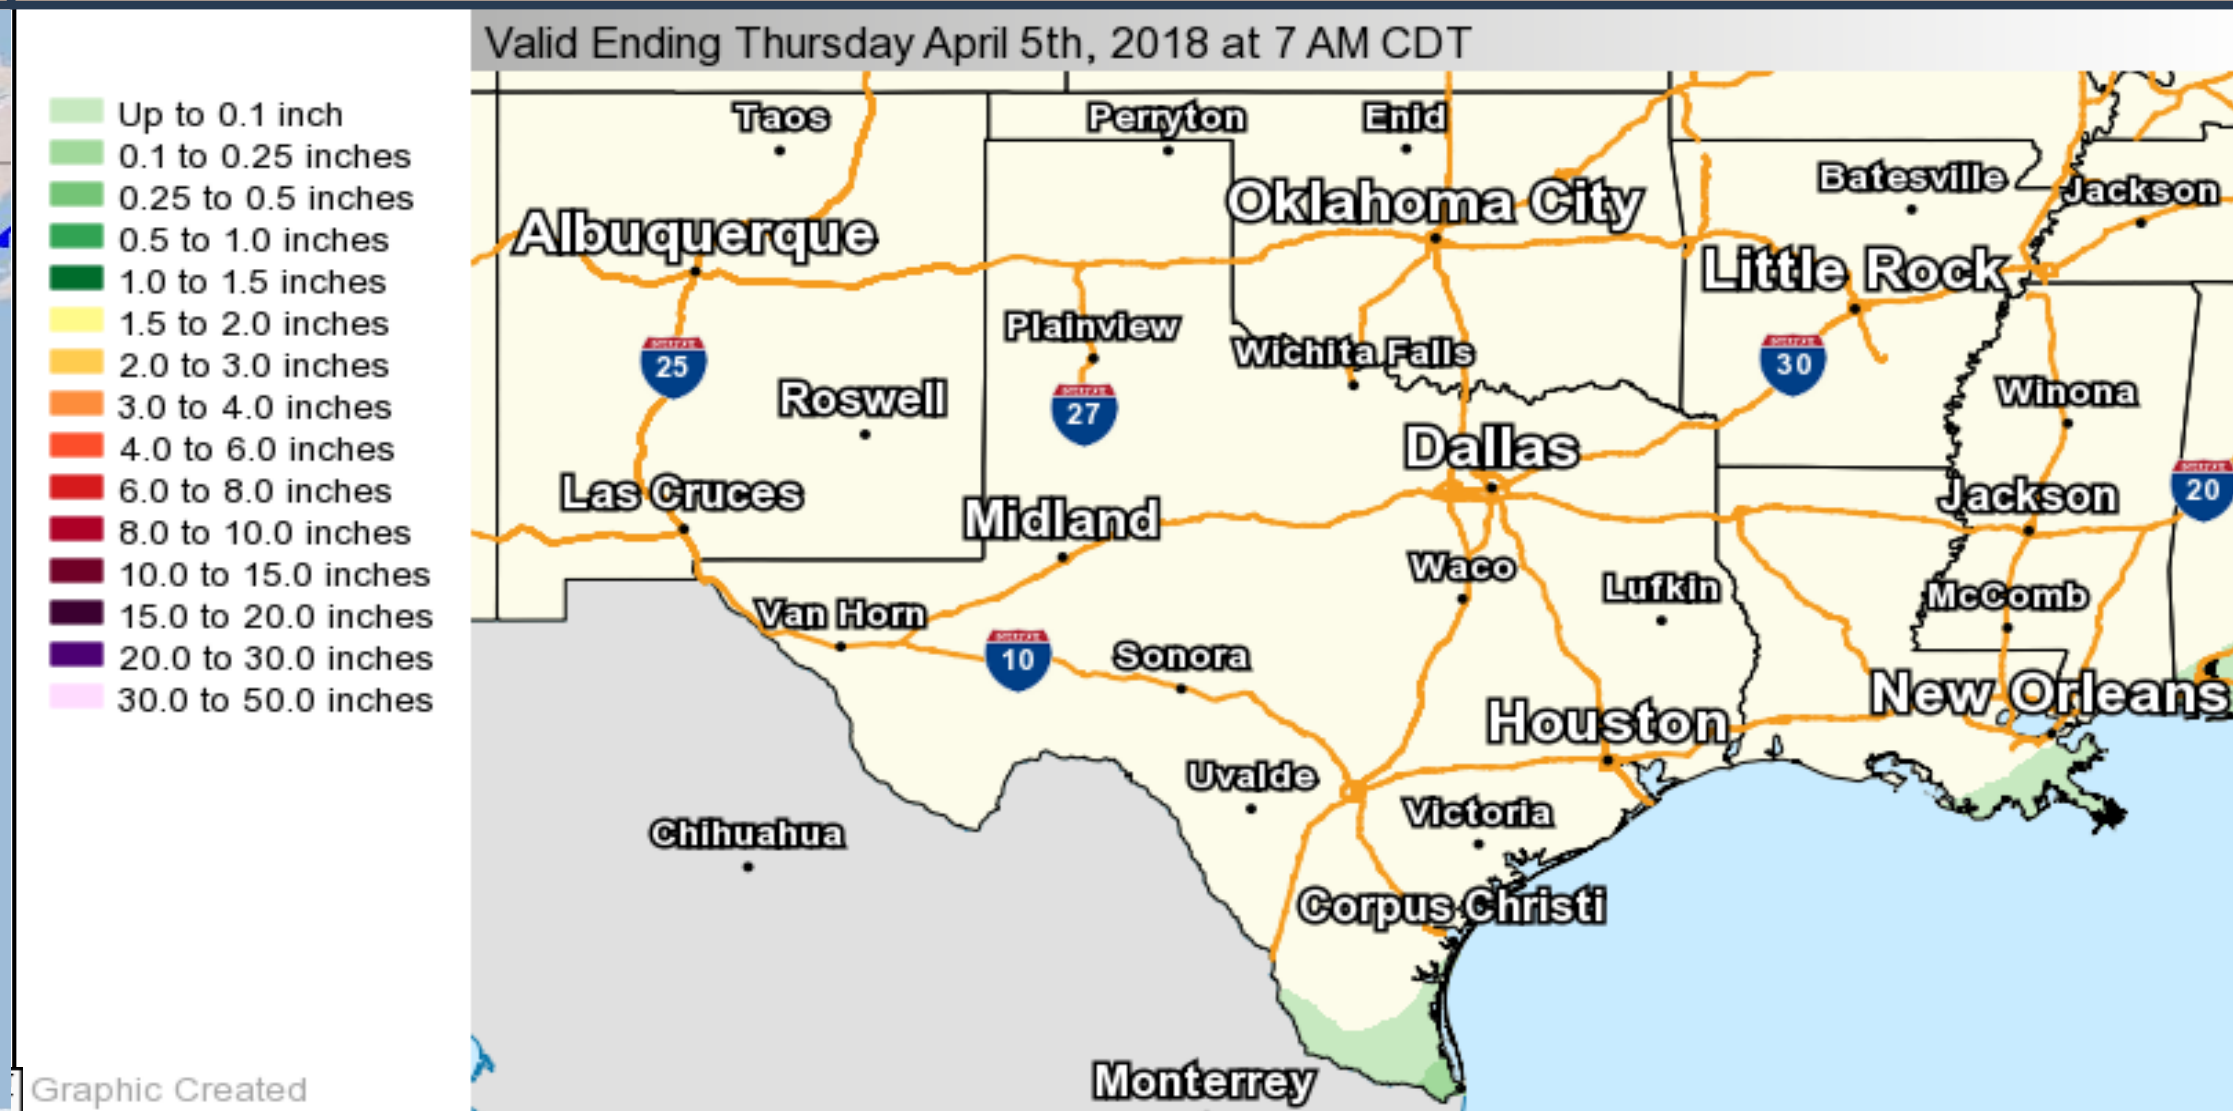 Valid Ending Thursday April 5th, 2018 at 7 AM CDT
Up to 0.1 inch
0.1 to 0.25 inches
0.25 to 0.5 inches
0.5 to 1.0 inches
1.0 to 1.5 inches
1.5 to 2.0 inches
2.0 to 3.0 inches
3.0 to 4.0 inches
4.0 to 6.0 inches
6.0 to 8.0 inches
8.0 to 10.0 inches
10.0 to 15.0 inches
15.0 to 20.0 inches
20.0 to 30.0 inches
30.0 to 50.0 inches
Graphic Created
Taos
Perryton
Enid
Batesville
Jackson
Oklahoma City
Albuquerque
Little Rock
Plainview
Wichita Falls
25
30
Roswell
27
Winona
Dallas
Las Cruces
Midland
Jackson
20
Waco
Lufkin
McComb
Van Horn
10
Sonora
New Orleans
Houston
Uvalde
Victoria
Chihuahua
Corpus Christi
Monterrey